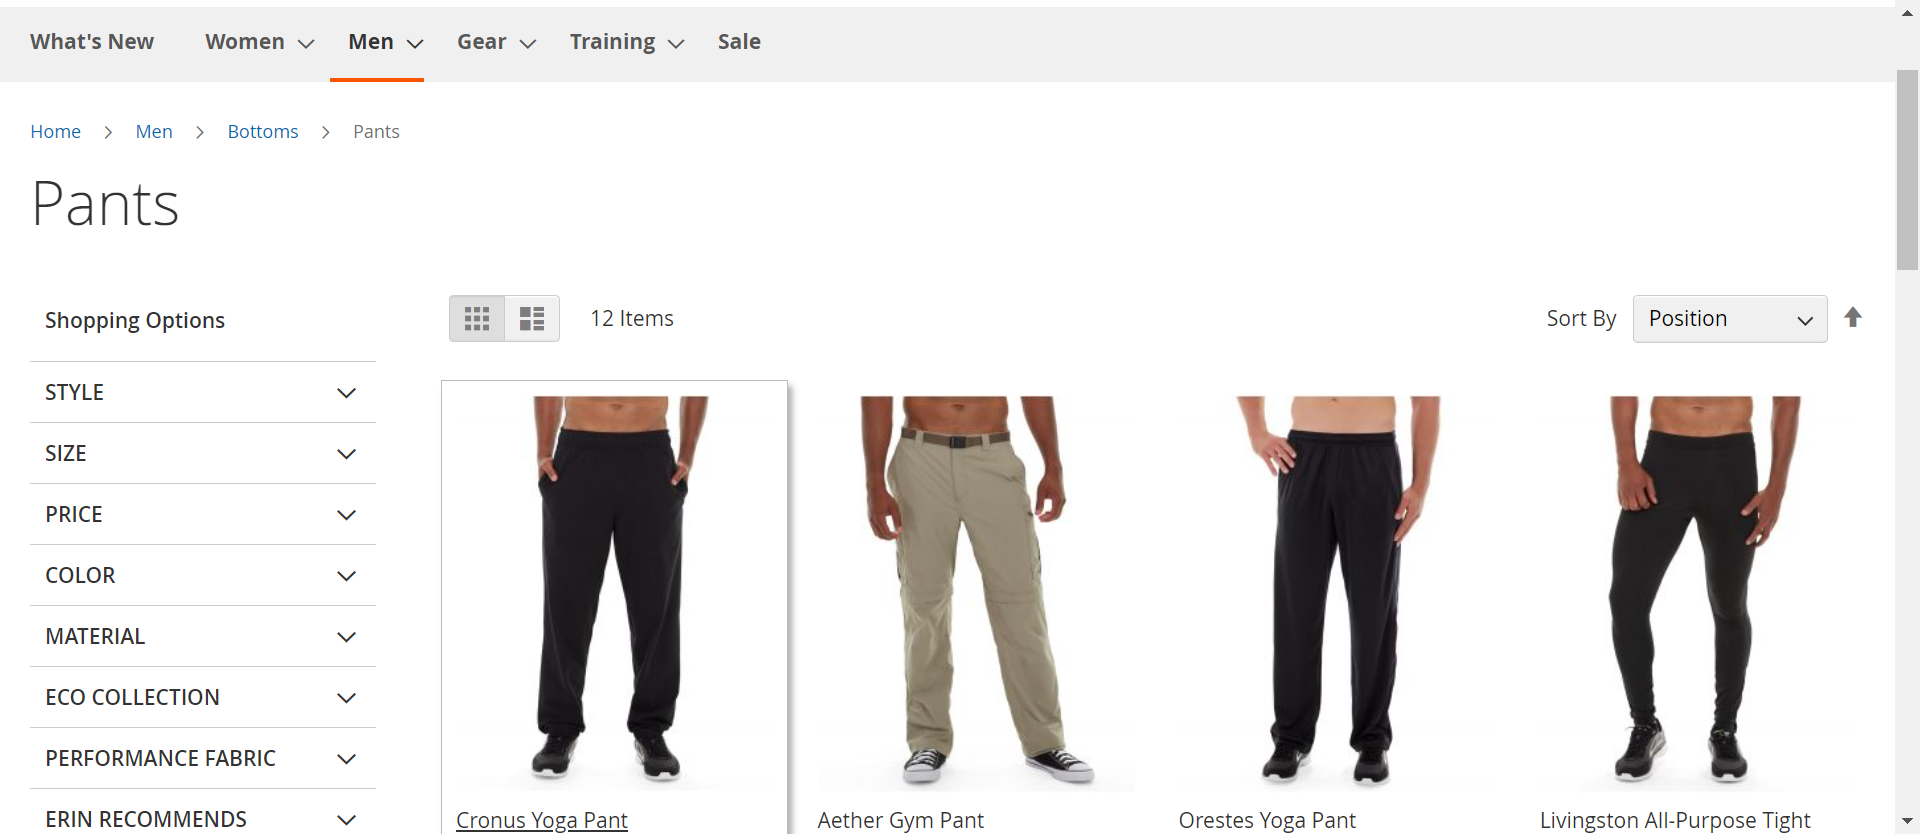 What's New Women Men Gear Training Sale
Home Men Bottoms Pants
Pants
Shopping Options
12 Items
Sort By Position
STYLE
SIZE
PRICE
COLOR
MATERIAL
ECO COLLECTION
PERFORMANCE FABRIC
ERIN RECOMMENDS
Cronus Yoga Pant
Aether Gym Pant
Orestes Yoga Pant
Livingston All-Purpose Tight